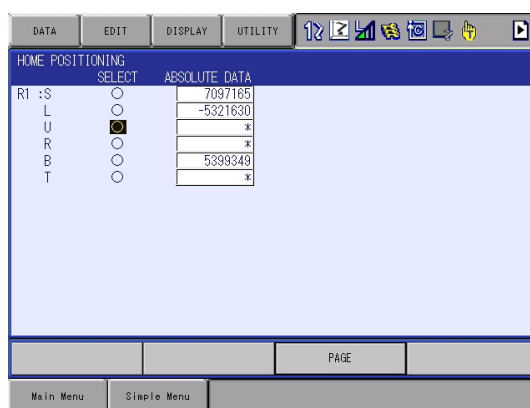 DATA EDIT DISPLAY UTILITY
HOME POSITIONING
SELECT ABSOLUTE DATA
R1 :S 7097165
L -5321630
U *
R *
B 5399349
T *
PAGE
Main Menu Simple Menu